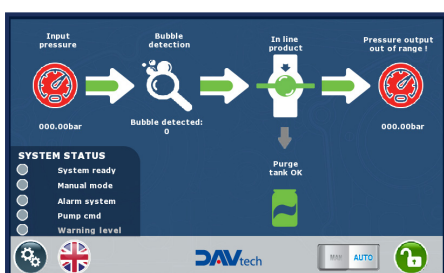 Input
pressure
Bubble
detection
In line
product
Pressure output
out of range !
000.00bar
Bubble detected:
0
000.00bar
Purge
tank OK
SYSTEM STATUS
System ready
Manual mode
Alarm system
Pump cmd
Warning level
DAVtech
MAN AUTO